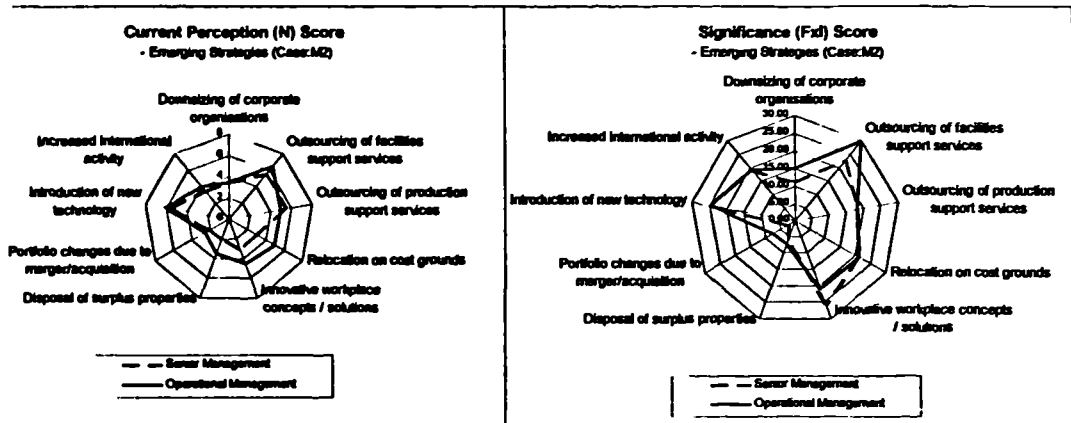 Current Perception (N) Score
- Emerging Strategies (Case:M2)
Downsizing of corporate
organisations
Increased International
activity
Outsourcing of facilities
support services
Introduction of new
technology
Outsourcing of production
support services
Portfolio changes due to
merger/acquisition
Relocation on cost grounds
Disposal of surplus properties
Innovative workplace
concepts / solutions
8
6
4
2
0
Senior Management
Operational Management
Significance (FxI) Score
- Emerging Strategies (Case:M2)
Downsizing of corporate
organisations
30.00
25.00
20.00
15.00
10.00
5.00
0.00
Increased International activity
Outsourcing of facilities
support services
Introduction of new technology
Outsourcing of production
support services
Portfolio changes due to
merger/acquisition
Relocation on cost grounds
Disposal of surplus properties
Innovative workplace concepts
/ solutions
Senior Management
Operational Management